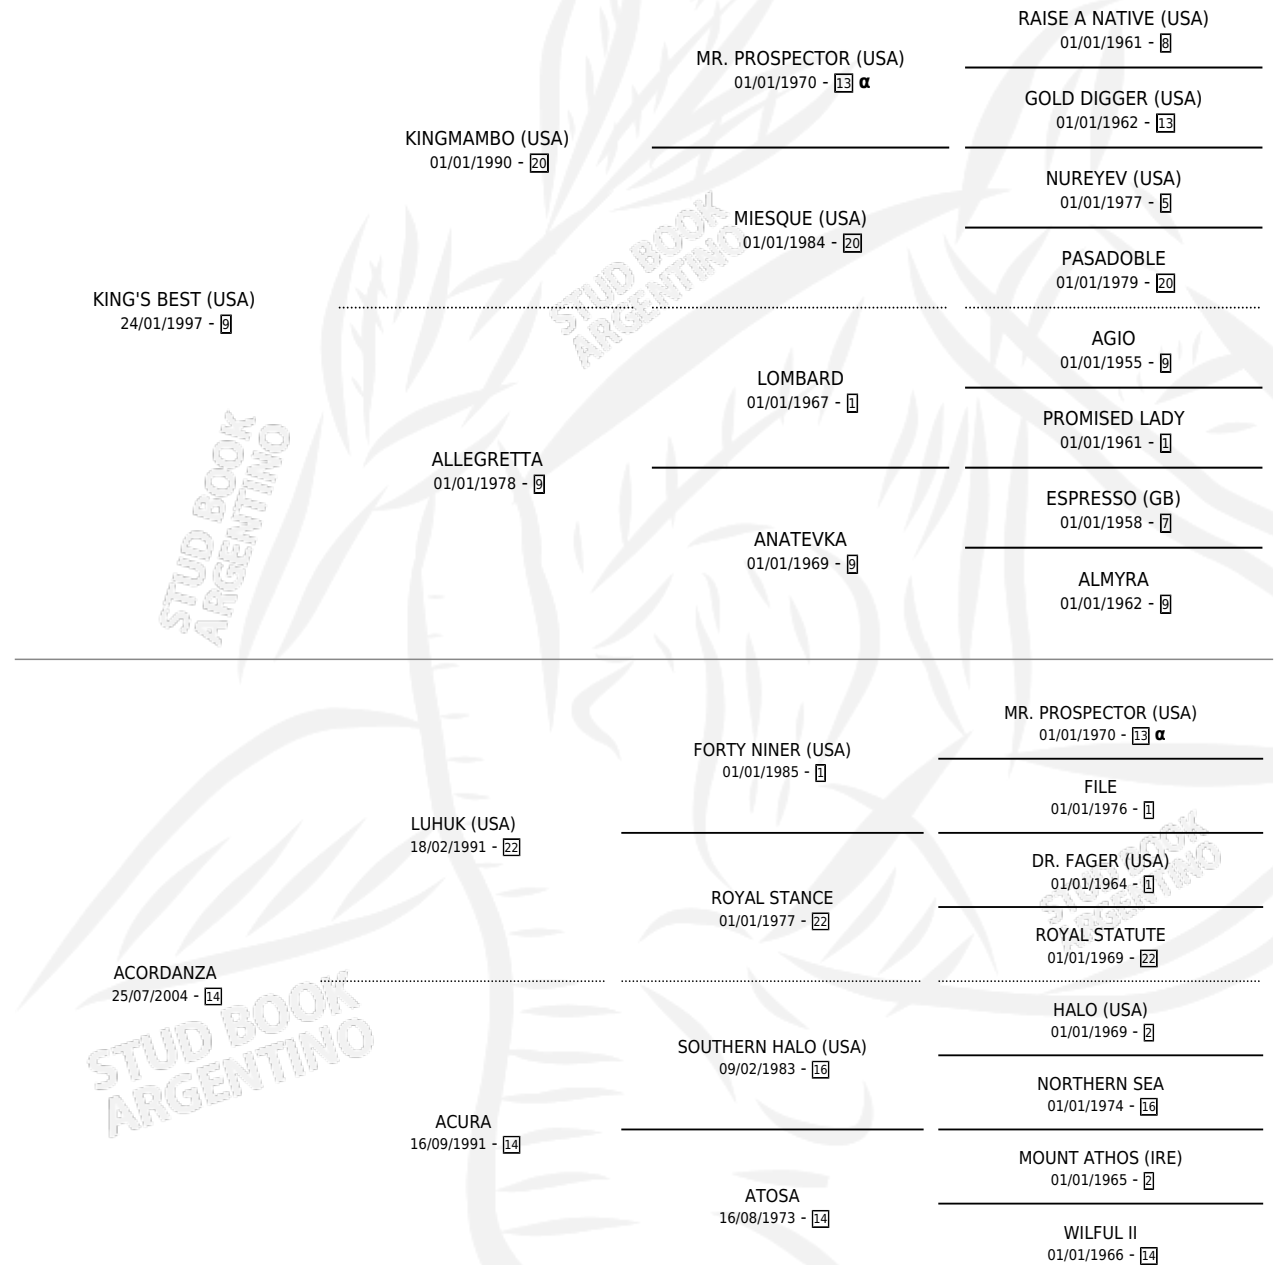 RAISE A NATIVE (USA)
01/01/1961 - 8
MR. PROSPECTOR (USA)
01/01/1970 - 13 α
GOLD DIGGER (USA)
01/01/1962 - 13
KINGMAMBO (USA)
01/01/1990 - 20
NUREYEV (USA)
01/01/1977 - 5
MIESQUE (USA)
01/01/1984 - 20
PASADOBLE
01/01/1979 - 20
KING'S BEST (USA)
24/01/1997 - 9
AGIO
01/01/1955 - 9
LOMBARD
01/01/1967 - 1
PROMISED LADY
01/01/1961 - 1
ALLEGRETTA
01/01/1978 - 9
ESPRESSO (GB)
01/01/1958 - 7
ANATEVKA
01/01/1969 - 9
ALMYRA
01/01/1962 - 9
MR. PROSPECTOR (USA)
01/01/1970 - 13 α
FORTY NINER (USA)
01/01/1985 - 1
FILE
01/01/1976 - 1
LUHUK (USA)
18/02/1991 - 22
DR. FAGER (USA)
01/01/1964 - 1
ROYAL STANCE
01/01/1977 - 22
ROYAL STATUTE
01/01/1969 - 22
ACORDANZA
25/07/2004 - 14
HALO (USA)
01/01/1969 - 2
SOUTHERN HALO (USA)
09/02/1983 - 16
NORTHERN SEA
01/01/1974 - 16
ACURA
16/09/1991 - 14
MOUNT ATHOS (IRE)
01/01/1965 - 2
ATOSA
16/08/1973 - 14
WILFUL II
01/01/1966 - 14
STUD BOOK
ARGENTINO
STUD BOOK
ARGENTINO
STUD BOOK
ARGENTINO
STUD BOOK
ARGENTINO